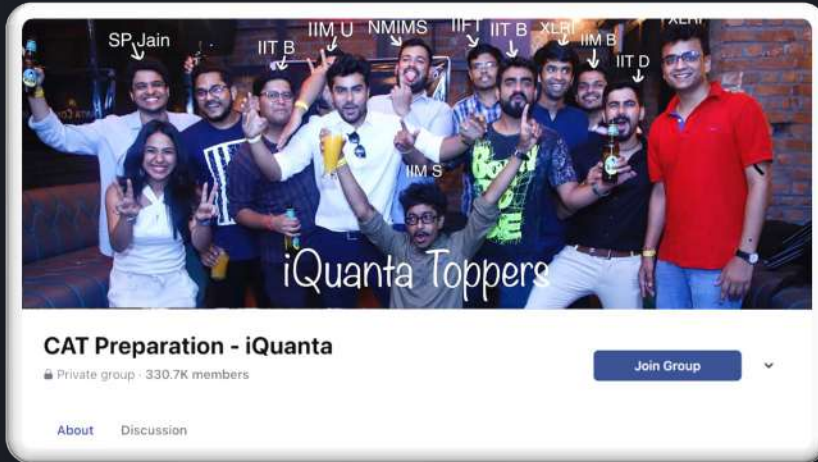 SP Jain
IIT B
IIM U
NMIMS
IIFT
IIT B
XLRI
IIM B
IIT D
XLRI
IIM S
iQuanta Toppers
CAT Preparation - iQuanta
Private group · 330.7K members
Join Group
About Discussion